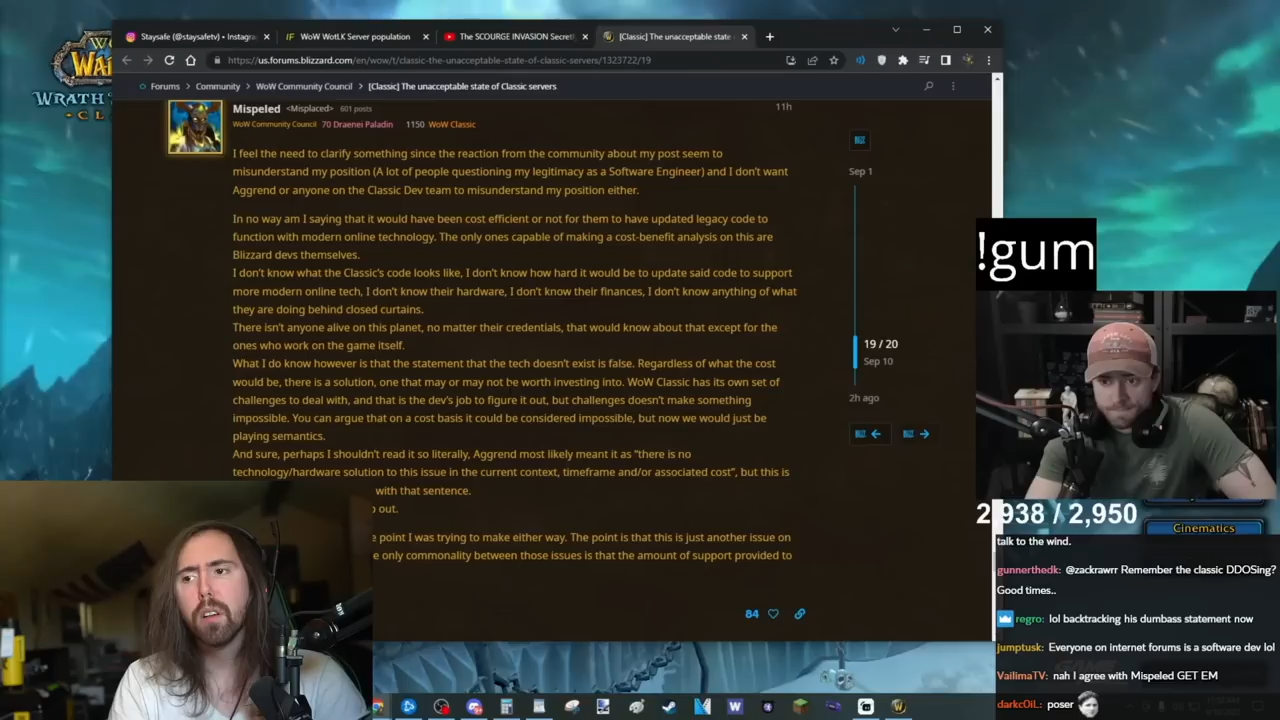 Staysafe (@staysafetv) • Instagra
WoW WotLK Server population
The SCOURGE INVASION Secret
[Classic] The unacceptable state
https://us.forums.blizzard.com/en/wow/t/classic-the-unacceptable-state-of-classic-servers/1323722/19
Forums > Community > WoW Community Council > [Classic] The unacceptable state of Classic servers
Mispeled <Misplaced> 601 posts
11h
WoW Community Council 70 Draenei Paladin 1150 WoW Classic
I feel the need to clarify something since the reaction from the community about my post seem to
misunderstand my position (A lot of people questioning my legitimacy as a Software Engineer) and I don't want
Aggrend or anyone on the Classic Dev team to misunderstand my position either.
In no way am I saying that it would have been cost efficient or not for them to have updated legacy code to
function with modern online technology. The only ones capable of making a cost-benefit analysis on this are
Blizzard devs themselves.
I don't know what the Classic's code looks like, I don't know how hard it would be to update said code to support
more modern online tech, I don't know their hardware, I don't know their finances, I don't know anything of what
they are doing behind closed curtains.
There isn't anyone alive on this planet, no matter their credentials, that would know about that except for the
ones who work on the game itself.
What I do know however is that the statement that the tech doesn't exist is false. Regardless of what the cost
would be, there is a solution, one that may or may not be worth investing into. WoW Classic has its own set of
challenges to deal with, and that is the dev's job to figure it out, but challenges doesn't make something
impossible. You can argue that on a cost basis it could be considered impossible, but now we would just be
playing semantics.
And sure, perhaps I shouldn't read it so literally, Aggrend most likely meant it as "there is no
technology/hardware solution to this issue in the current context, timeframe and/or associated cost", but this is
with that sentence.
out.
point I was trying to make either way. The point is that this is just another issue on
only commonality between those issues is that the amount of support provided to
84
Sep 1
19 / 20
Sep 10
2h ago
WRATH
!gum
2,938 / 2,950
Cinematics
talk to the wind.
gunnerthedk: @zackrawrr Remember the classic DDOSing?
Good times..
regro: lol backtracking his dumbass statement now
jumptusk: Everyone on internet forums is a software dev lol
VailimaTV: nah I agree with Mispeled GET EM
darkcOiL: poser